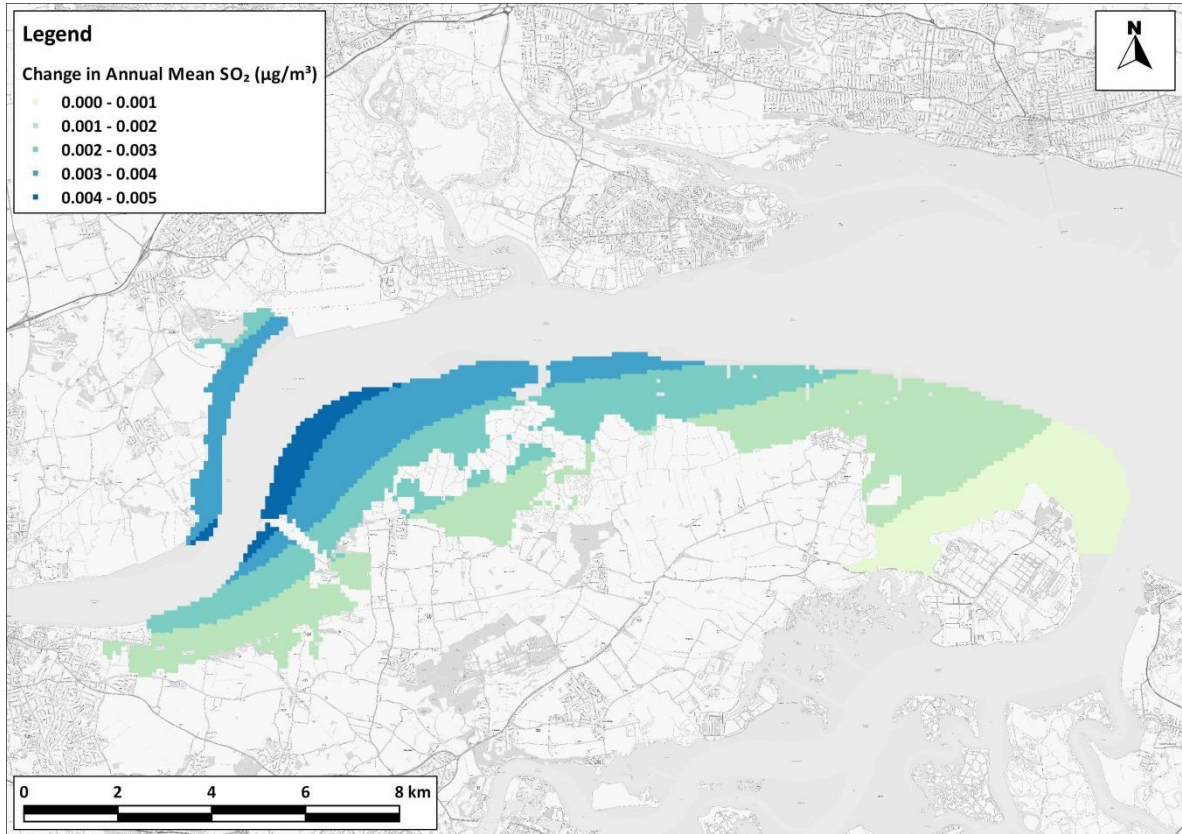 Legend
Change in Annual Mean SO₂ (µg/m³)
0.000 - 0.001
0.001 - 0.002
0.002 - 0.003
0.003 - 0.004
0.004 - 0.005
N
0 2 4 6 8 km